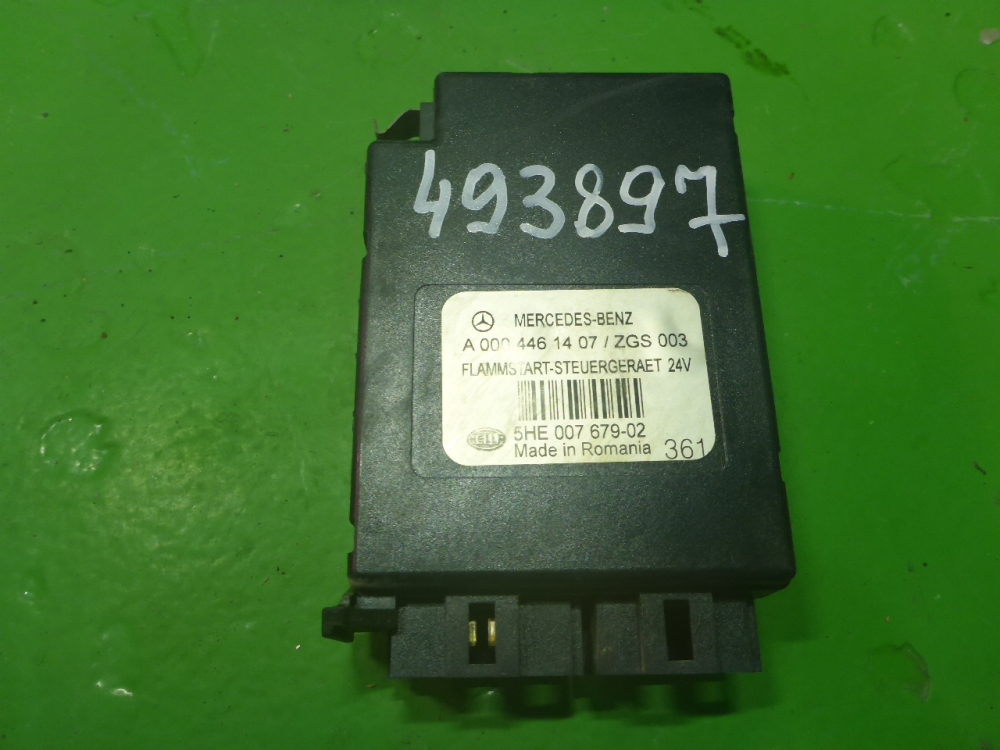 493897
MERCEDES-BENZ
A 000 446 14 07 / ZGS 003
FLAMMSTART-STEUERGERAET 24V
HELLA
5HE 007 679-02
Made in Romania 361